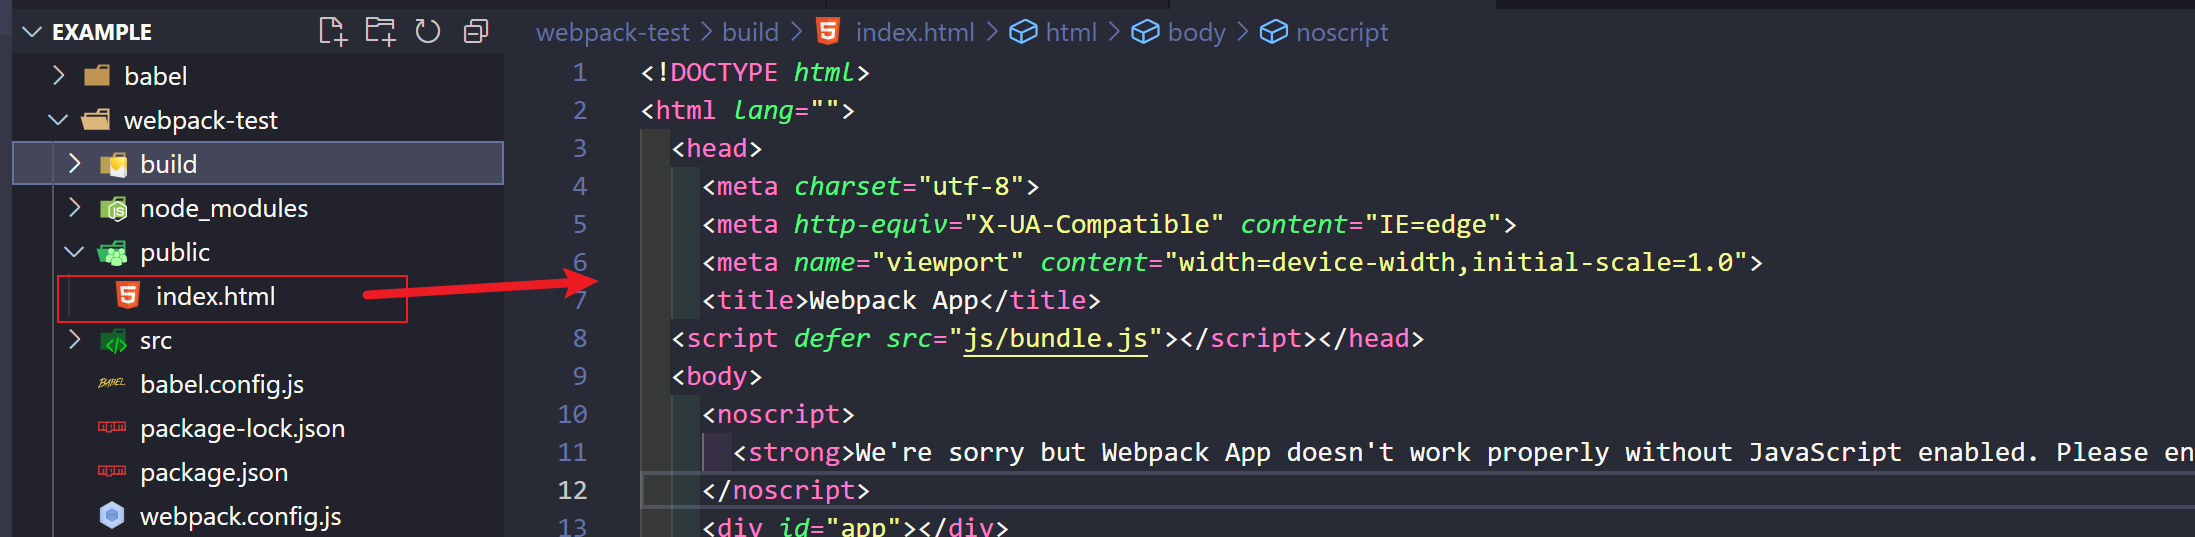 EXAMPLE
babel
webpack-test
build
node_modules
public
index.html
src
babel.config.js
package-lock.json
package.json
webpack.config.js
webpack-test > build > index.html > html > body > noscript
1 <!DOCTYPE html>
2 <html lang="">
3 <head>
4 <meta charset="utf-8">
5 <meta http-equiv="X-UA-Compatible" content="IE=edge">
6 <meta name="viewport" content="width=device-width,initial-scale=1.0">
7 <title>Webpack App</title>
8 <script defer src="js/bundle.js"></script></head>
9 <body>
10 <noscript>
11 <strong>We're sorry but Webpack App doesn't work properly without JavaScript enabled. Please en
12 </noscript>
13 <div id="app"></div>